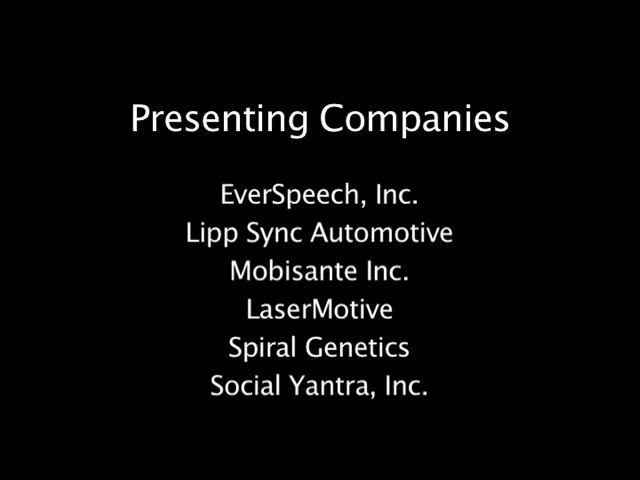 Presenting Companies
EverSpeech, Inc.
Lipp Sync Automotive
Mobisante Inc.
LaserMotive
Spiral Genetics
Social Yantra, Inc.